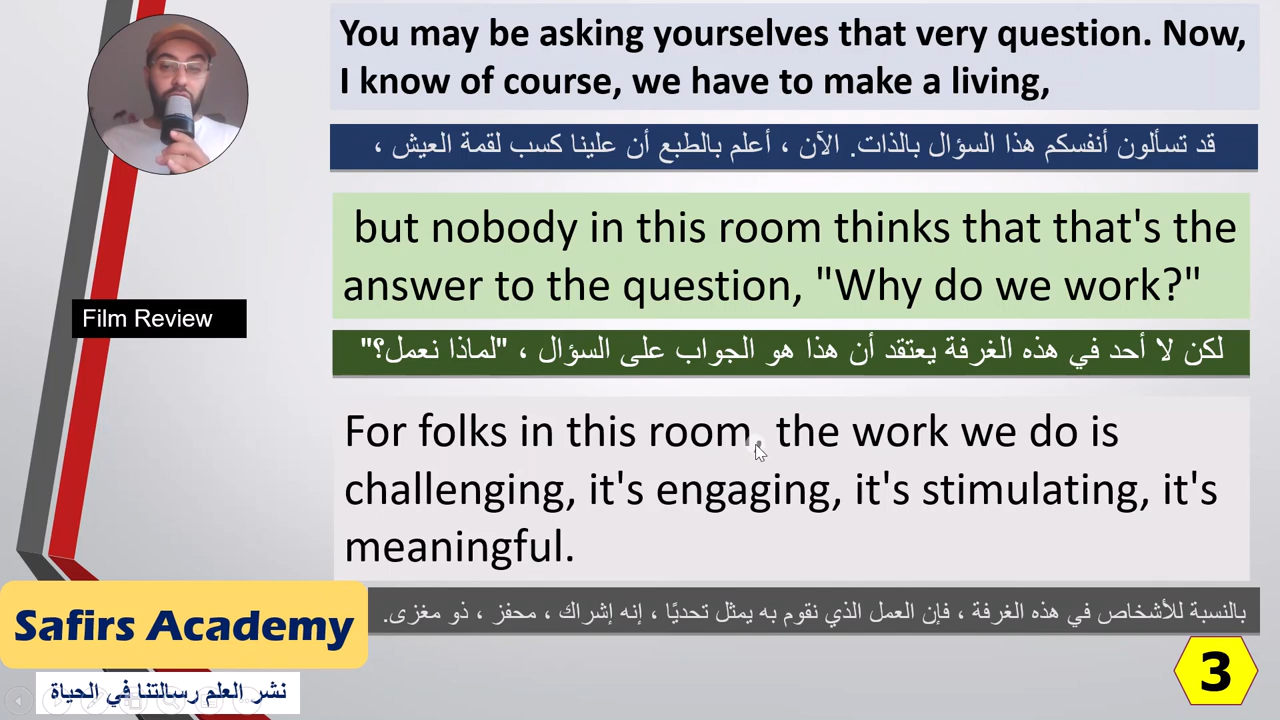 You may be asking yourselves that very question. Now,
I know of course, we have to make a living,
قد تسألون أنفسكم هذا السؤال بالذات. الآن ، أعلم بالطبع أن علينا كسب لقمة العيش ،
but nobody in this room thinks that that's the
answer to the question, "Why do we work?"
لكن لا أحد في هذه الغرفة يعتقد أن هذا هو الجواب على السؤال ، "لماذا نعمل؟"
Film Review
For folks in this room, the work we do is
challenging, it's engaging, it's stimulating, it's
meaningful.
بالنسبة للأشخاص في هذه الغرفة ، فإن العمل الذي نقوم به يمثل تحديًا ، إنه إشراك ، محفز ، ذو مغزى.
Safirs Academy
نشر العلم رسالتنا في الحياة
3